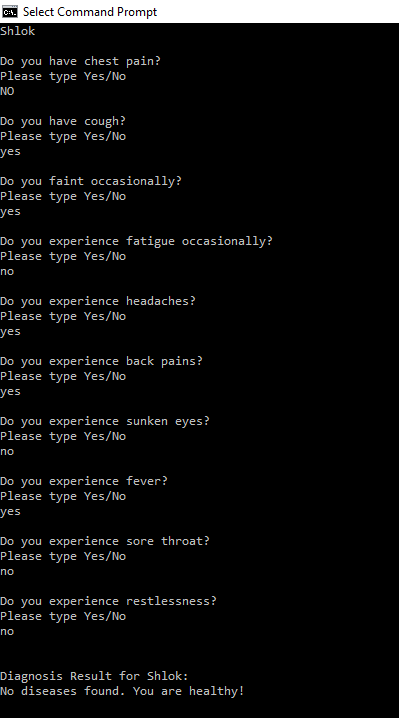 Select Command Prompt
Shlok
Do you have chest pain?
Please type Yes/No
NO
Do you have cough?
Please type Yes/No
yes
Do you faint occasionally?
Please type Yes/No
yes
Do you experience fatigue occasionally?
Please type Yes/No
no
Do you experience headaches?
Please type Yes/No
yes
Do you experience back pains?
Please type Yes/No
yes
Do you experience sunken eyes?
Please type Yes/No
no
Do you experience fever?
Please type Yes/No
yes
Do you experience sore throat?
Please type Yes/No
no
Do you experience restlessness?
Please type Yes/No
no
Diagnosis Result for Shlok:
No diseases found. You are healthy!